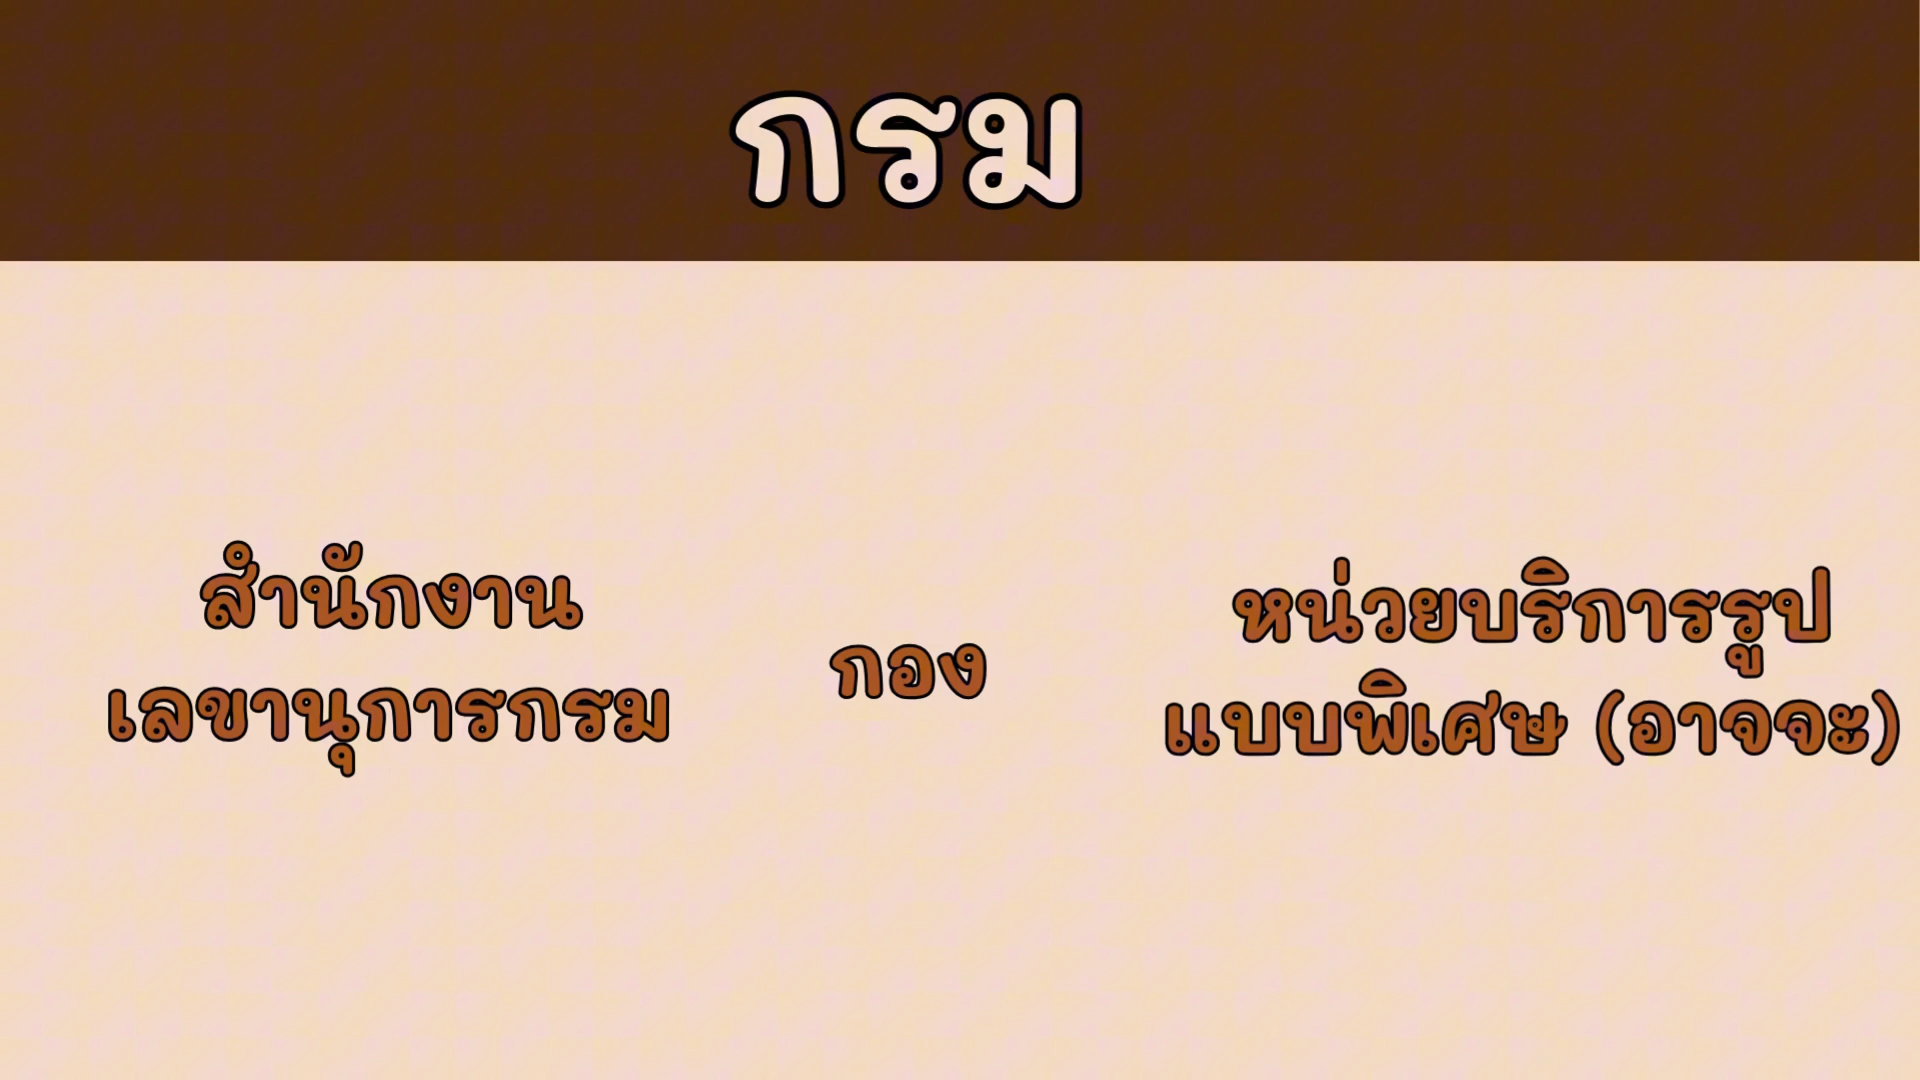 กรม
สำนักงาน
เลขานุการกรม
กอง
หน่วยบริการรูป
แบบพิเศษ (อาจจะ)